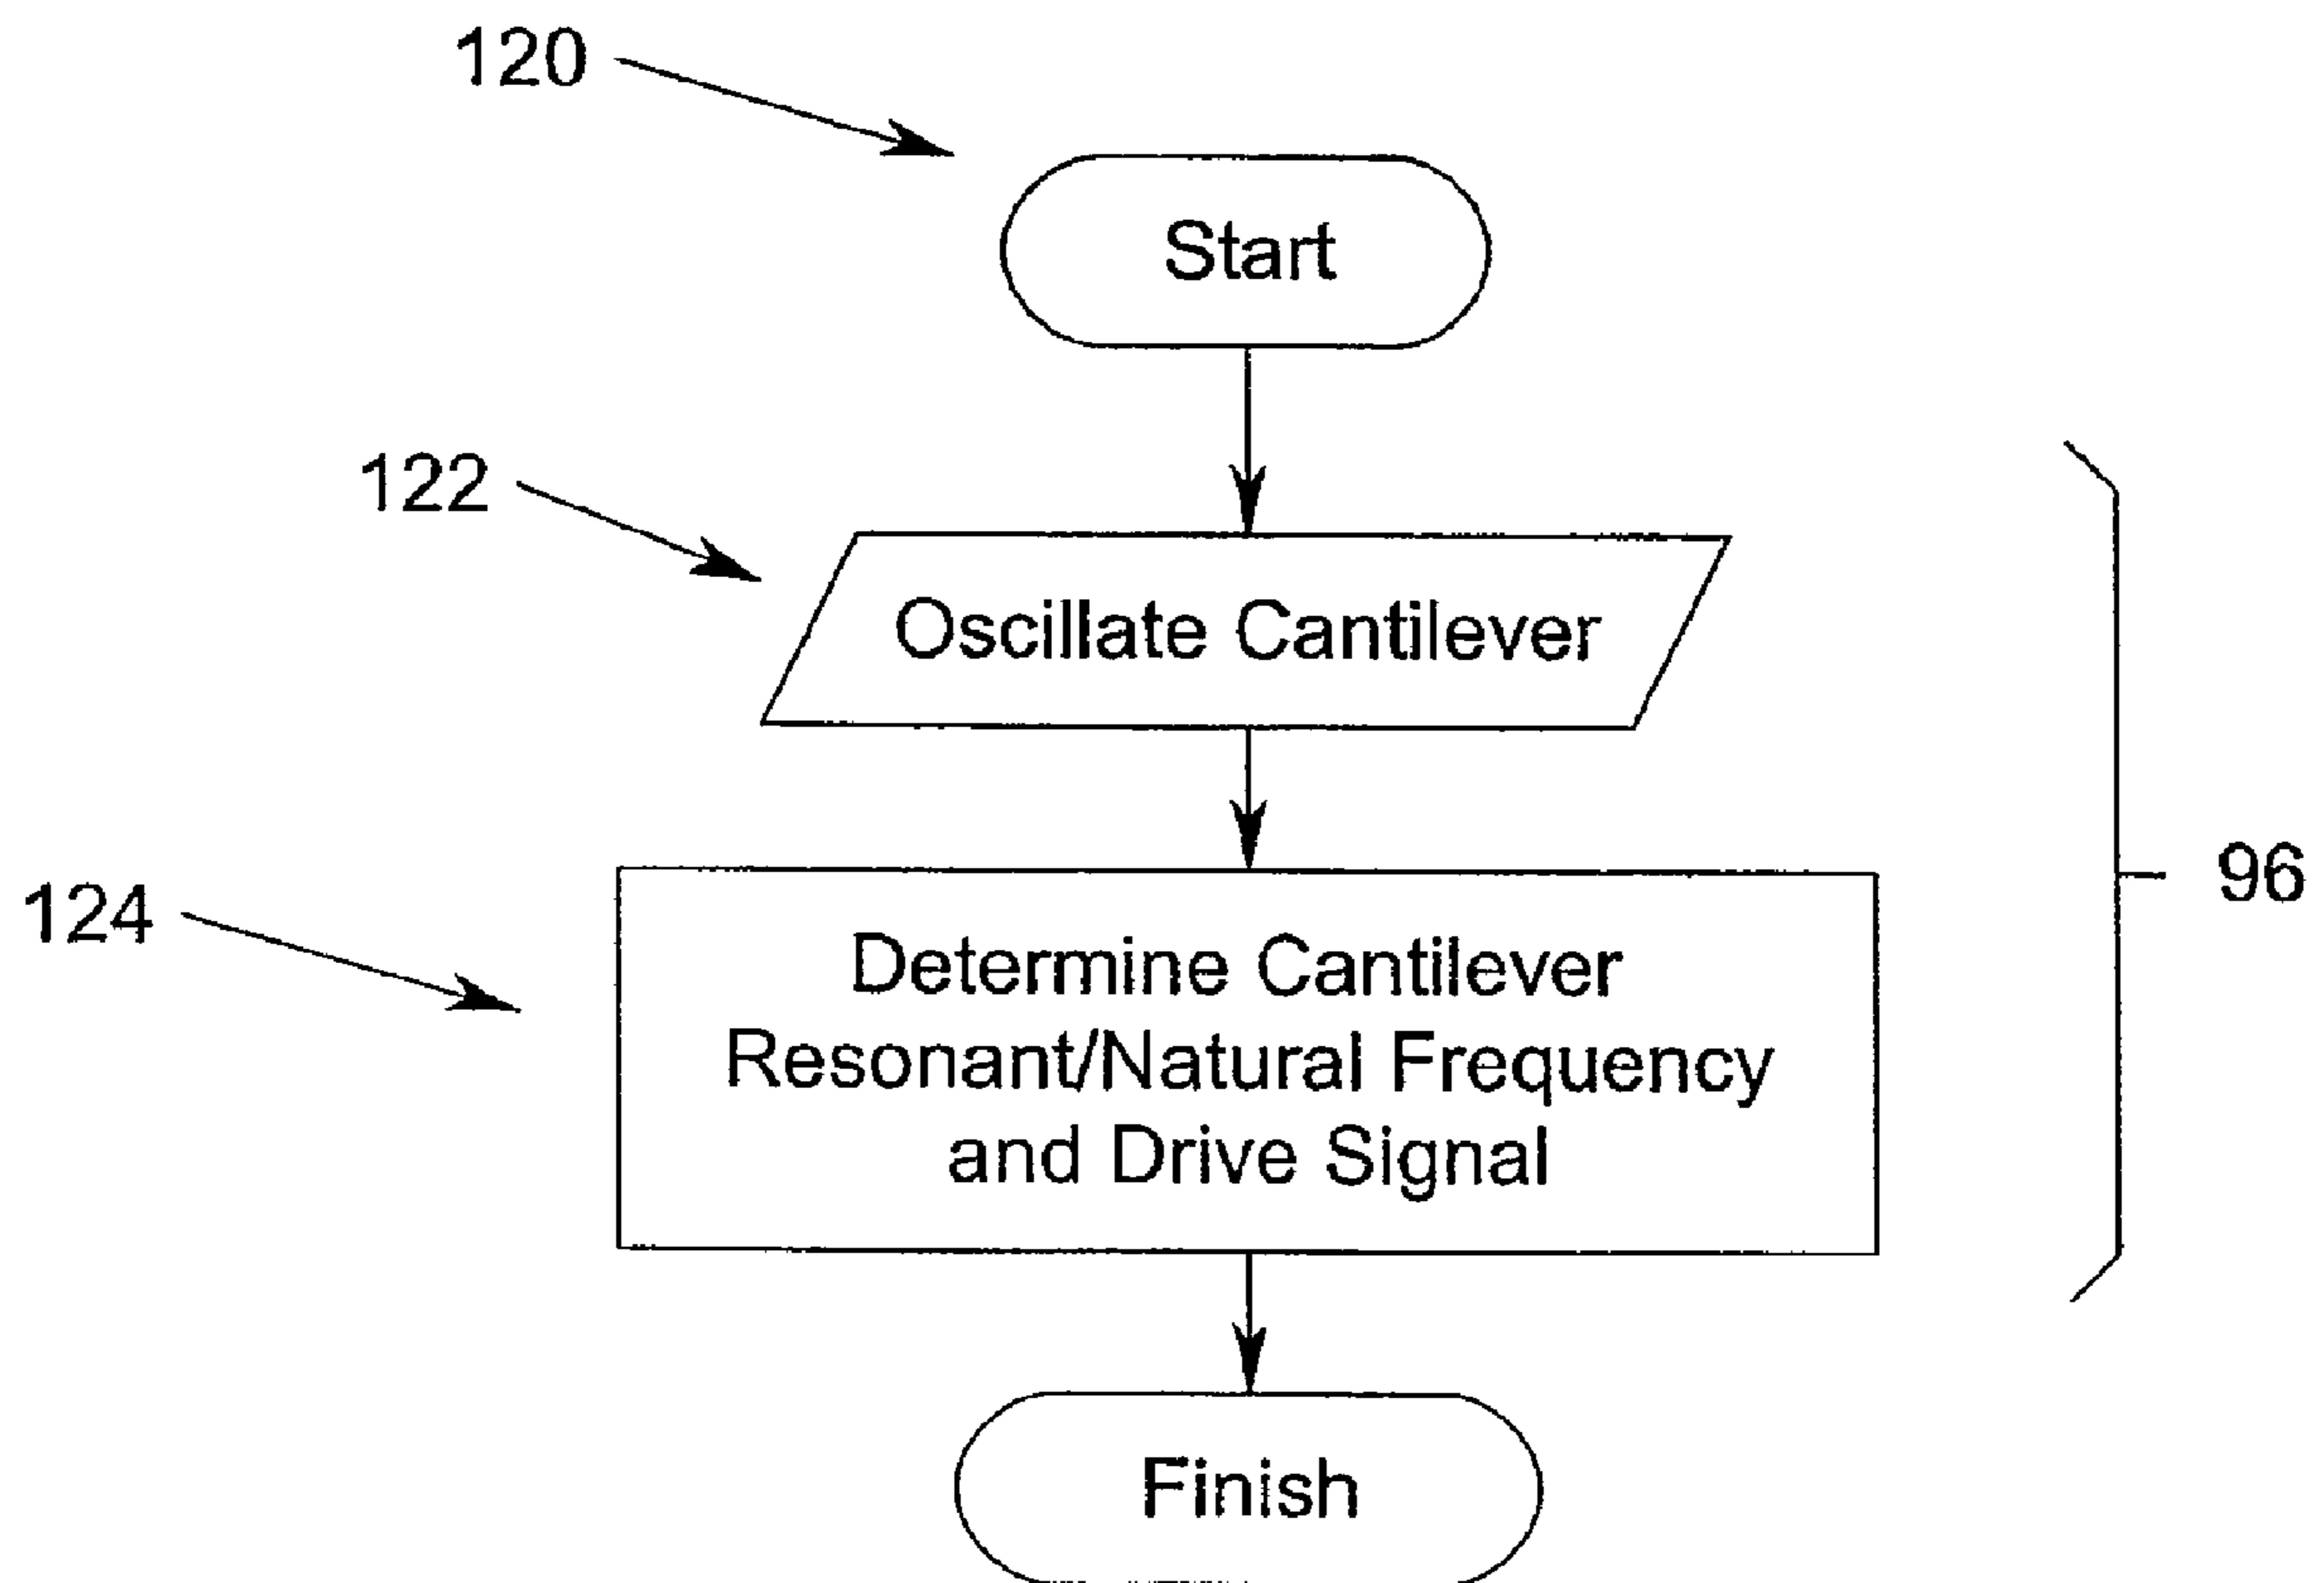 120
Start
122
Oscillate Cantilever
124
Determine Cantilever
Resonant/Natural Frequency
and Drive Signal
96
Finish